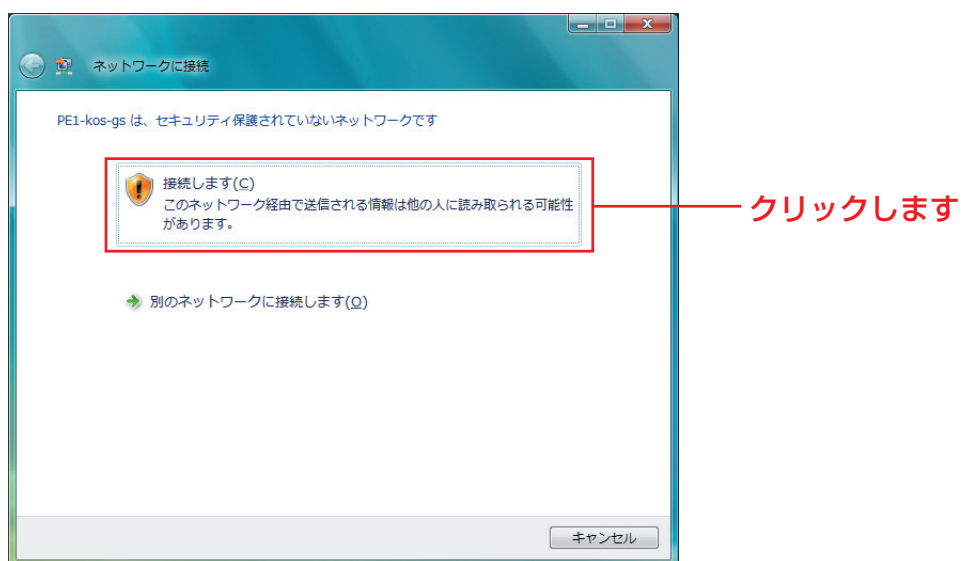 ネットワークに接続
PE1-kos-gs は、セキュリティ保護されていないネットワークです
接続します(C)
このネットワーク経由で送信される情報は他の人に読み取られる可能性
があります。
クリックします
別のネットワークに接続します(O)
キャンセル